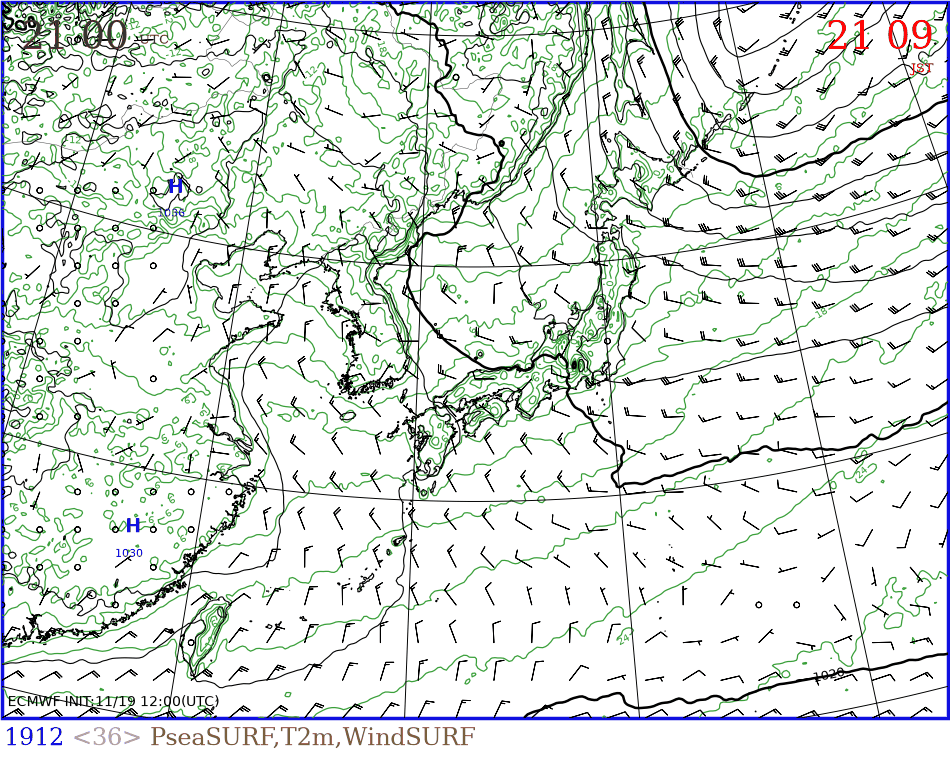 21 00 UTC
21 09
JST
H
1030
H
1030
1020
ECMWF INIT:11/19 12:00(UTC)
1912 <36> PseaSURF,T2m,WindSURF